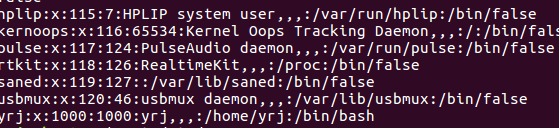 hplip:x:115:7:HPLIP system user,,,:/var/run/hplip:/bin/false
kernoops:x:116:65534:Kernel Oops Tracking Daemon,,,:/:/bin/fals
pulse:x:117:124:PulseAudio daemon,,,:/var/run/pulse:/bin/false
rtkit:x:118:126:RealtimeKit,,,:/proc:/bin/false
saned:x:119:127::/var/lib/saned:/bin/false
usbmux:x:120:46:usbmux daemon,,,:/var/lib/usbmux:/bin/false
yrj:x:1000:1000:yrj,,,:/home/yrj:/bin/bash